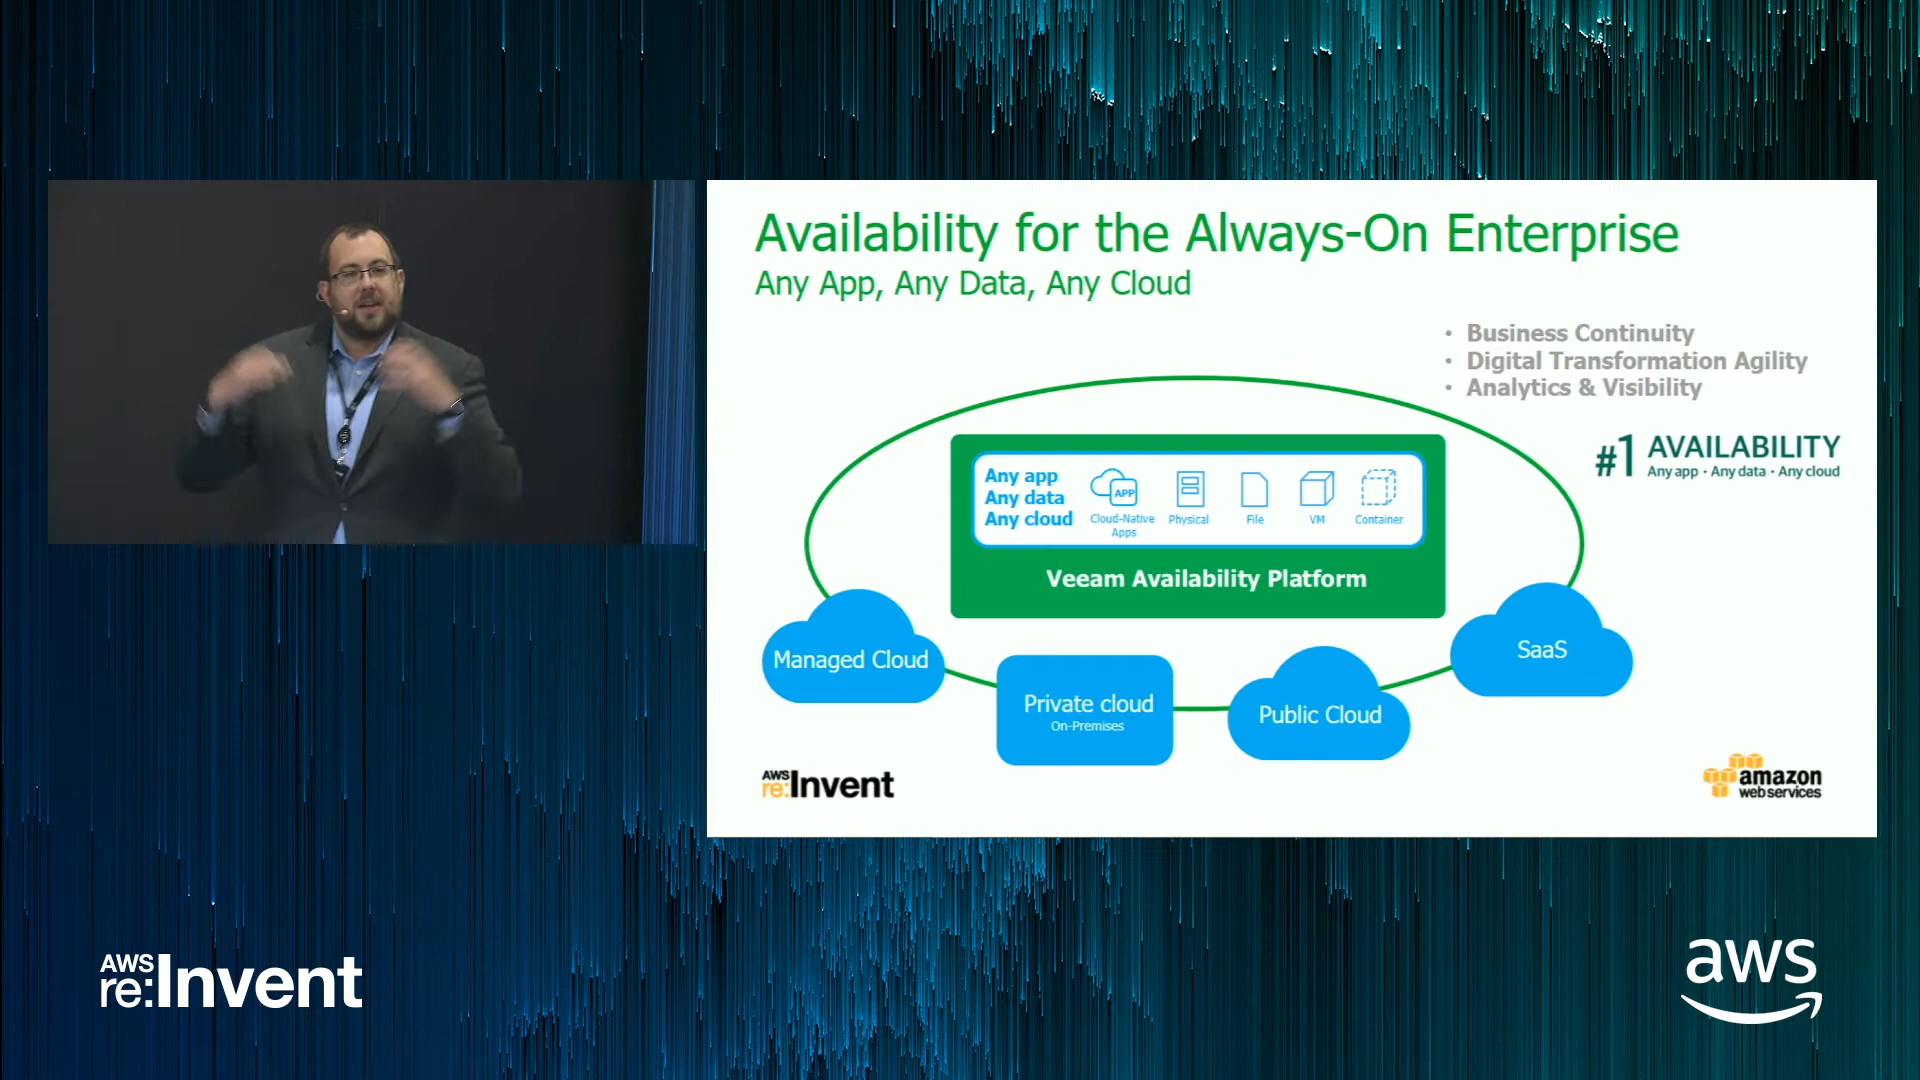 Availability for the Always-On Enterprise
Any App, Any Data, Any Cloud
• Business Continuity
• Digital Transformation Agility
• Analytics & Visibility
#1 AVAILABILITY
Any app · Any data · Any cloud
Any app
Any data
Any cloud
APP
Cloud-Native
Apps
Physical
File
VM
Container
Veeam Availability Platform
Managed Cloud
Private cloud
On-Premises
Public Cloud
SaaS
AWS
re:Invent
amazon
webservices
AWS
re:Invent
aws